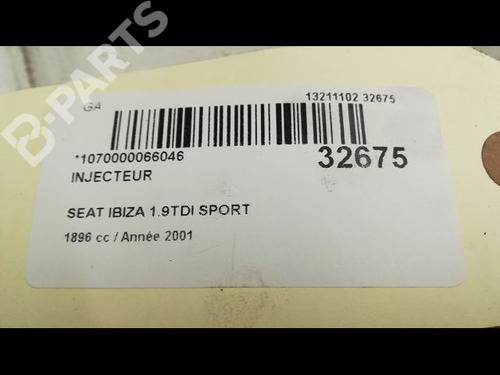 B-PARTS
GA
13211102 32675
*1070000066046
32675
INJECTEUR
SEAT IBIZA 1.9TDI SPORT
1896 cc / Année 2001